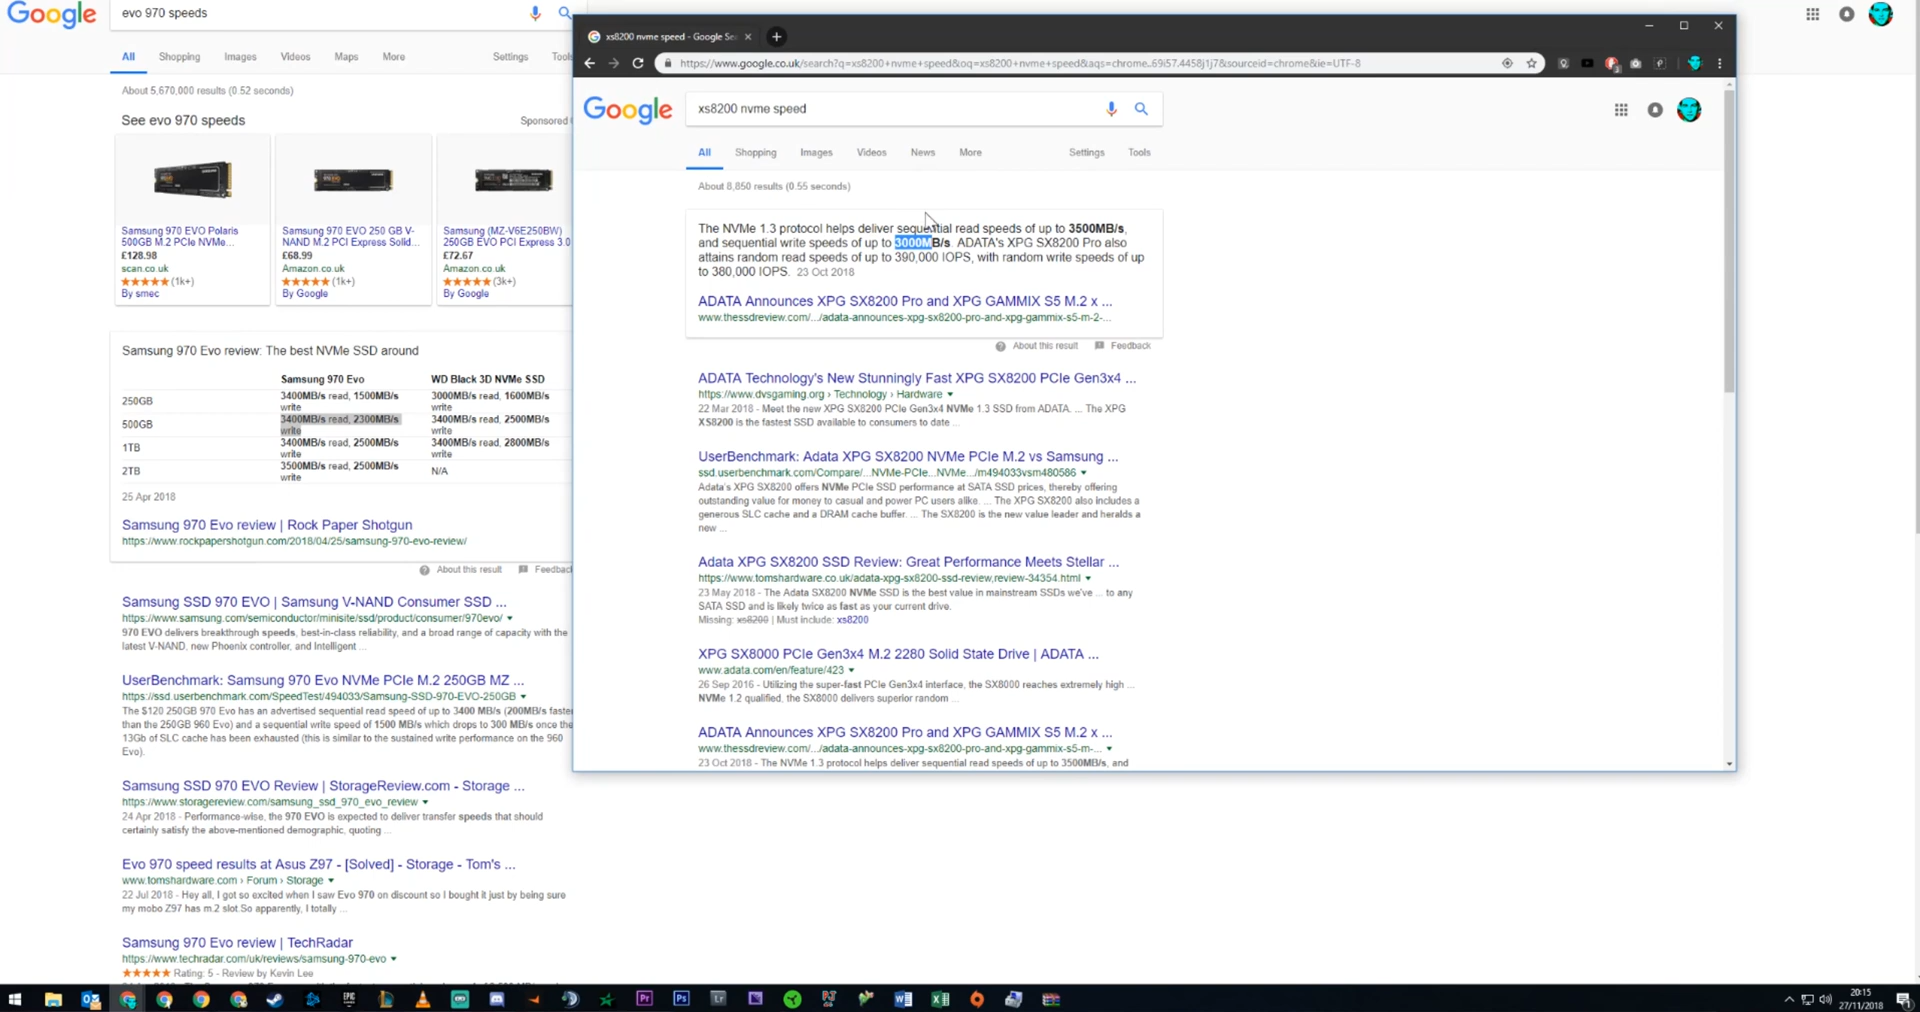 Google
evo 970 speeds
All Shopping Images Videos Maps More Settings Tools
About 5,670,000 results (0.52 seconds)
See evo 970 speeds
Sponsored
Samsung 970 EVO Polaris
500GB M.2 PCIe NVMe...
£128.98
scan.co.uk
(1k+)
By smec
Samsung 970 EVO 250 GB V-
NAND M.2 PCI Express Solid...
£68.99
Amazon.co.uk
(1k+)
By Google
Samsung (MZ-V6E250BW)
250GB EVO PCI Express 3.0
£72.67
Amazon.co.uk
(3k+)
By Google
Samsung 970 Evo review: The best NVMe SSD around
Samsung 970 Evo WD Black 3D NVMe SSD
250GB 3400MB/s read, 1500MB/s write 3000MB/s read, 1600MB/s write
500GB 3400MB/s read, 2300MB/s write 3400MB/s read, 2500MB/s write
1TB 3400MB/s read, 2500MB/s write 3400MB/s read, 2800MB/s write
2TB 3500MB/s read, 2500MB/s write N/A
25 Apr 2018
Samsung 970 Evo review | Rock Paper Shotgun
https://www.rockpapershotgun.com/2018/04/25/samsung-970-evo-review/
About this result Feedback
Samsung SSD 970 EVO | Samsung V-NAND Consumer SSD ...
https://www.samsung.com/semiconductor/minisite/ssd/product/consumer/970evo/
970 EVO delivers breakthrough speeds, best-in-class reliability, and a broad range of capacity with the
latest V-NAND, new Phoenix controller, and Intelligent ...
UserBenchmark: Samsung 970 Evo NVMe PCIe M.2 250GB MZ ...
https://ssd.userbenchmark.com/SpeedTest/494033/Samsung-SSD-970-EVO-250GB
The $120 250GB 970 Evo has an advertised sequential read speed of up to 3400 MB/s (200MB/s faster
than the 250GB 960 Evo) and a sequential write speed of 1500 MB/s which drops to 300 MB/s once the
13Gb of SLC cache has been exhausted (this is similar to the sustained write performance on the 960
Evo).
Samsung SSD 970 EVO Review | StorageReview.com - Storage ...
https://www.storagereview.com/samsung_ssd_970_evo_review
24 Apr 2018 - Performance-wise, the 970 EVO is expected to deliver transfer speeds that should
certainly satisfy the above-mentioned demographic, quoting ...
Evo 970 speed results at Asus Z97 - [Solved] - Storage - Tom's ...
www.tomshardware.com › Forum › Storage
22 Jul 2018 - Hey all, I got so excited when I saw Evo 970 on discount so I bought it just by being sure
my mobo Z97 has m.2 slot.So apparently, I totally ...
Samsung 970 Evo review | TechRadar
https://www.techradar.com/uk/reviews/samsung-970-evo
Rating: 5 - Review by Kevin Lee
xs8200 nvme speed - Google Se
https://www.google.co.uk/search?q=xs8200+nvme+speed&oq=xs8200+nvme+speed&aqs=chrome..69i57.4458j1j7&sourceid=chrome&ie=UTF-8
Google
xs8200 nvme speed
All Shopping Images Videos News More Settings Tools
About 8,850 results (0.55 seconds)
The NVMe 1.3 protocol helps deliver sequential read speeds of up to 3500MB/s,
and sequential write speeds of up to 3000MB/s. ADATA's XPG SX8200 Pro also
attains random read speeds of up to 390,000 IOPS, with random write speeds of up
to 380,000 IOPS. 23 Oct 2018
ADATA Announces XPG SX8200 Pro and XPG GAMMIX S5 M.2 x ...
www.thessdreview.com/.../adata-announces-xpg-sx8200-pro-and-xpg-gammix-s5-m-2-...
About this result Feedback
ADATA Technology's New Stunningly Fast XPG SX8200 PCIe Gen3x4 ...
https://www.dvsgaming.org › Technology › Hardware
22 Mar 2018 - Meet the new XPG SX8200 PCIe Gen3x4 NVMe 1.3 SSD from ADATA. ... The XPG
XS8200 is the fastest SSD available to consumers to date ...
UserBenchmark: Adata XPG SX8200 NVMe PCIe M.2 vs Samsung ...
ssd.userbenchmark.com/Compare/...NVMe-PCIe...NVMe.../m494033vsm480586
Adata's XPG SX8200 offers NVMe PCIe SSD performance at SATA SSD prices, thereby offering
outstanding value for money to casual and power PC users alike. ... The XPG SX8200 also includes a
generous SLC cache and a DRAM cache buffer. ... The SX8200 is the new value leader and heralds a
new ...
Adata XPG SX8200 SSD Review: Great Performance Meets Stellar ...
https://www.tomshardware.co.uk/adata-xpg-sx8200-ssd-review,review-34354.html
23 May 2018 - The Adata SX8200 NVMe SSD is the best value in mainstream SSDs we've ... to any
SATA SSD and is likely twice as fast as your current drive.
Missing: xs8200 | Must include: xs8200
XPG SX8000 PCIe Gen3x4 M.2 2280 Solid State Drive | ADATA ...
www.adata.com/en/feature/423
26 Sep 2016 - Utilizing the super-fast PCIe Gen3x4 interface, the SX8000 reaches extremely high ...
NVMe 1.2 qualified, the SX8000 delivers superior random ...
ADATA Announces XPG SX8200 Pro and XPG GAMMIX S5 M.2 x ...
www.thessdreview.com/.../adata-announces-xpg-sx8200-pro-and-xpg-gammix-s5-m-...
23 Oct 2018 - The NVMe 1.3 protocol helps deliver sequential read speeds of up to 3500MB/s, and
EPIC Pr Ps Lr
20:15
27/11/2018